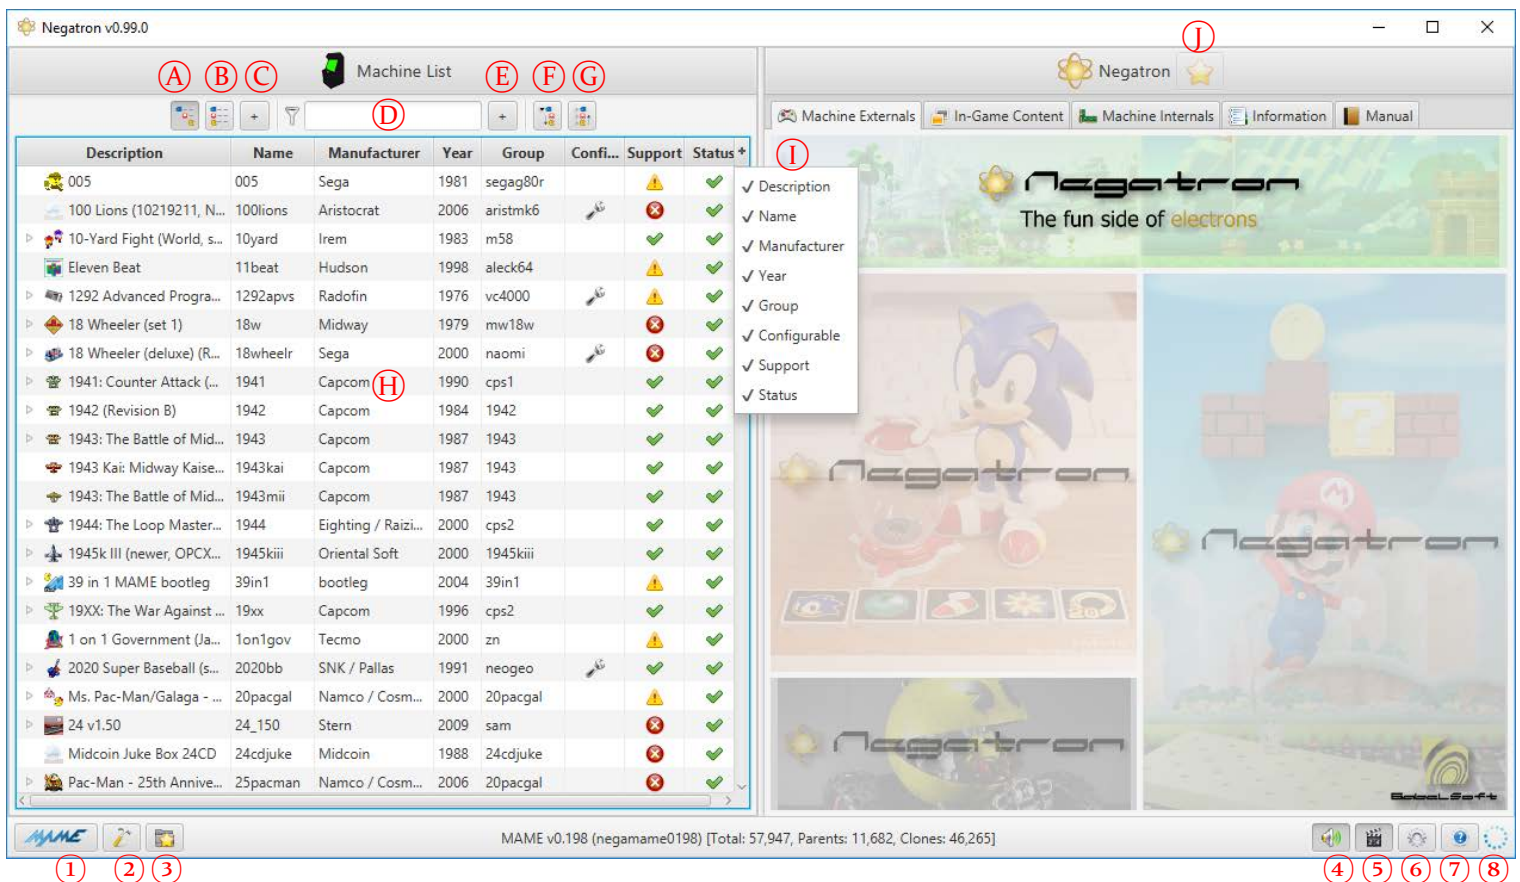 Negatron v0.99.0
J
A B C Machine List E F G Negatron
+ D +
Machine Externals In-Game Content Machine Internals Information Manual
Description Name Manufacturer Year Group Confi... Support Status +
I
005 005 Sega 1981 segag80r
100 Lions (10219211, N... 100lions Aristocrat 2006 aristmk6
10-Yard Fight (World, s... 10yard Irem 1983 m58
Eleven Beat 11beat Hudson 1998 aleck64
1292 Advanced Progra... 1292apvs Radofin 1976 vc4000
18 Wheeler (set 1) 18w Midway 1979 mw18w
18 Wheeler (deluxe) (R... 18wheelr Sega 2000 naomi
1941: Counter Attack (... 1941 Capcom H 1990 cps1
1942 (Revision B) 1942 Capcom 1984 1942
1943: The Battle of Mid... 1943 Capcom 1987 1943
1943 Kai: Midway Kaise... 1943kai Capcom 1987 1943
1943: The Battle of Mid... 1943mii Capcom 1987 1943
1944: The Loop Master... 1944 Eighting / Raizi... 2000 cps2
1945k III (newer, OPCX... 1945kiii Oriental Soft 2000 1945kiii
39 in 1 MAME bootleg 39in1 bootleg 2004 39in1
19XX: The War Against ... 19xx Capcom 1996 cps2
1 on 1 Government (Ja... 1on1gov Tecmo 2000 zn
2020 Super Baseball (s... 2020bb SNK / Pallas 1991 neogeo
Ms. Pac-Man/Galaga - ... 20pacgal Namco / Cosm... 2000 20pacgal
24 v1.50 24_150 Stern 2009 sam
Midcoin Juke Box 24CD 24cdjuke Midcoin 1988 24cdjuke
Pac-Man - 25th Annive... 25pacman Namco / Cosm... 2006 20pacgal
✓ Description
✓ Name
✓ Manufacturer
✓ Year
✓ Group
✓ Configurable
✓ Support
✓ Status
Negatron
The fun side of electrons
Negatron
Negatron
Negatron
GobolSoft
MAME MAME v0.198 (negamame0198) [Total: 57,947, Parents: 11,682, Clones: 46,265]
1 2 3 4 5 6 7 8